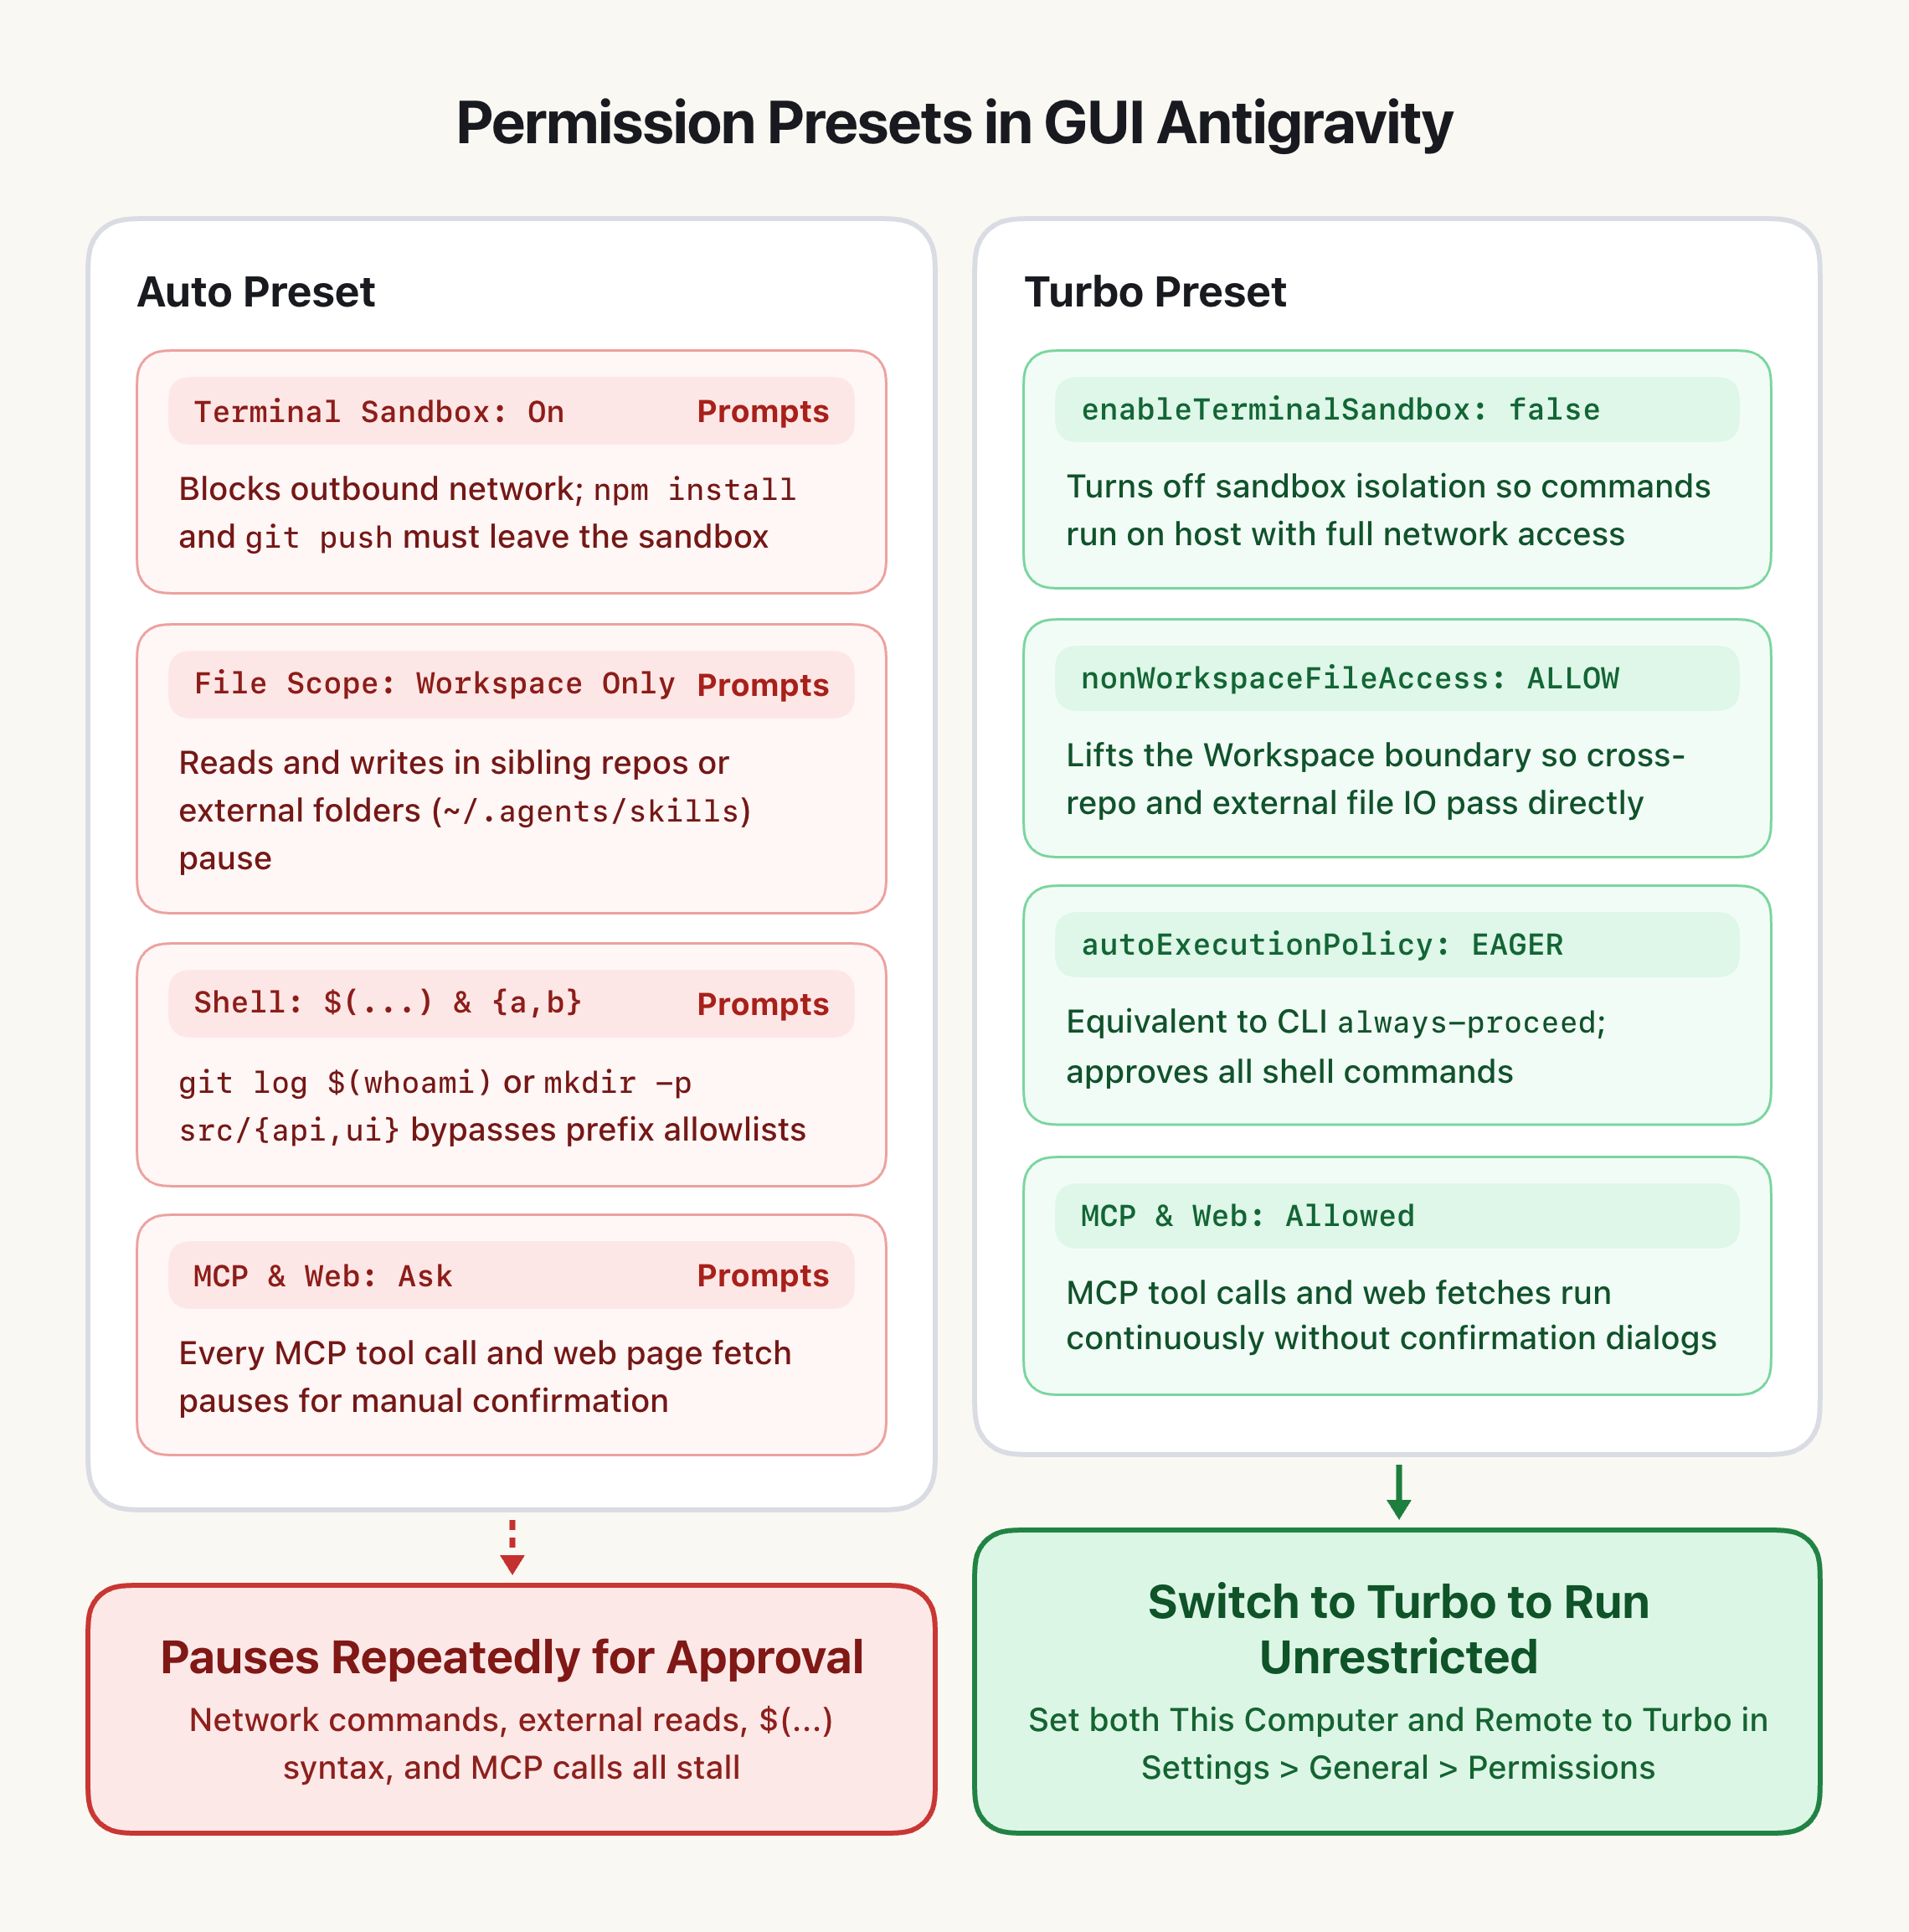 Permission Presets in GUI Antigravity
Auto Preset
Terminal Sandbox: On Prompts
Blocks outbound network; npm install
and git push must leave the sandbox
File Scope: Workspace Only Prompts
Reads and writes in sibling repos or
external folders (~/.agents/skills)
pause
Shell: $(...) & {a,b} Prompts
git log $(whoami) or mkdir -p
src/{api,ui} bypasses prefix allowlists
MCP & Web: Ask Prompts
Every MCP tool call and web page fetch
pauses for manual confirmation
Pauses Repeatedly for Approval
Network commands, external reads, $(...)
syntax, and MCP calls all stall
Turbo Preset
enableTerminalSandbox: false
Turns off sandbox isolation so commands
run on host with full network access
nonWorkspaceFileAccess: ALLOW
Lifts the Workspace boundary so cross-
repo and external file IO pass directly
autoExecutionPolicy: EAGER
Equivalent to CLI always-proceed;
approves all shell commands
MCP & Web: Allowed
MCP tool calls and web fetches run
continuously without confirmation dialogs
Switch to Turbo to Run
Unrestricted
Set both This Computer and Remote to Turbo in
Settings > General > Permissions